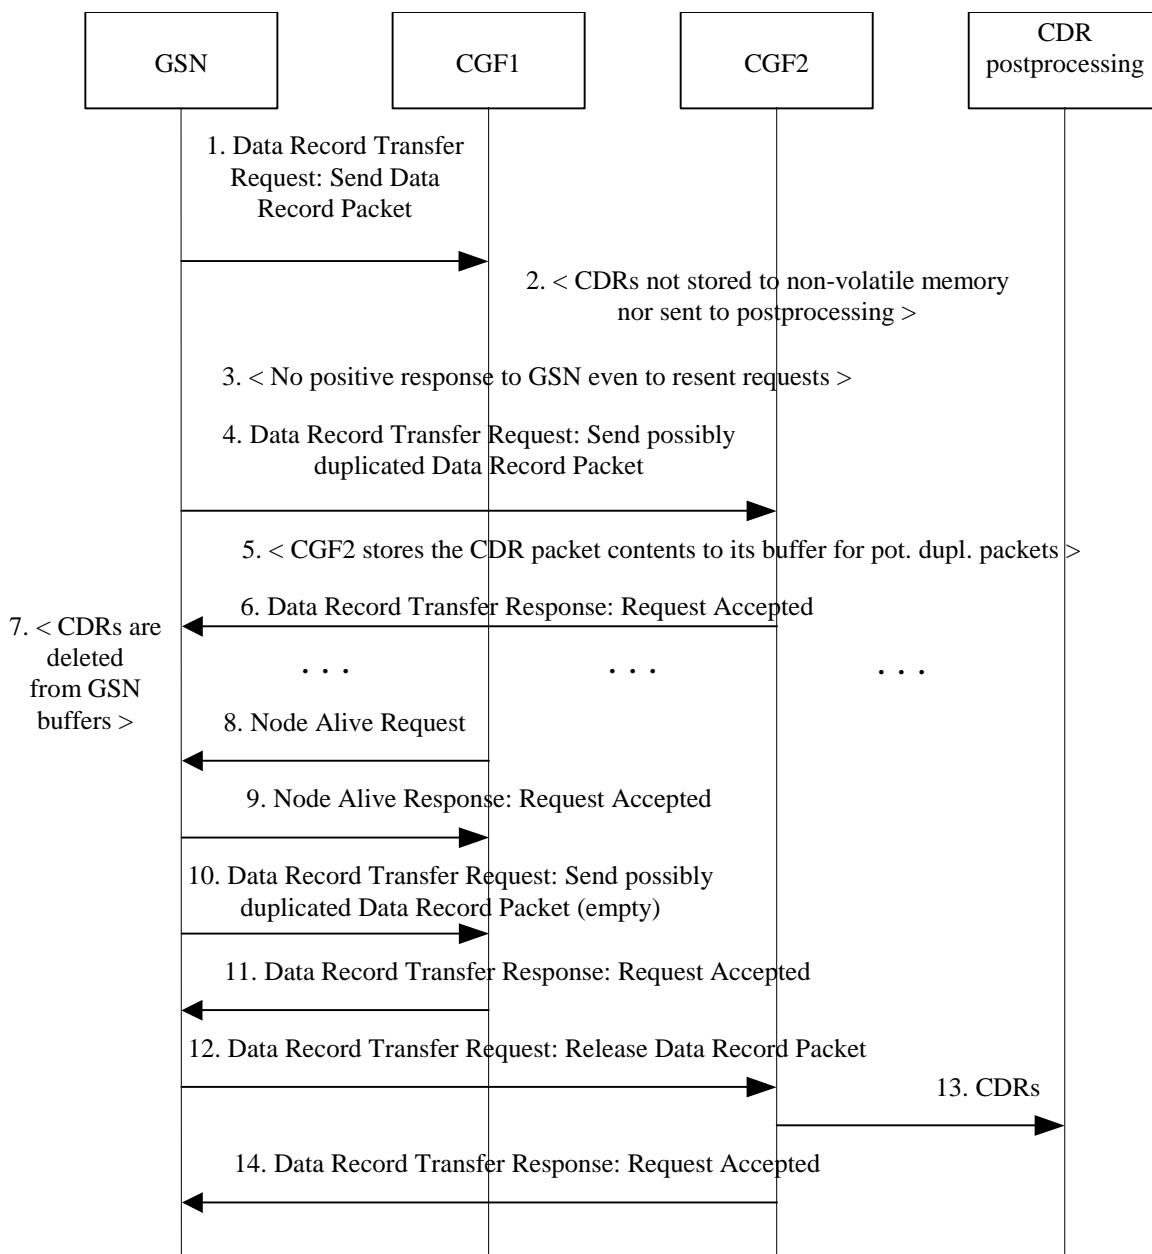 GSN
CGF1
CGF2
CDR
postprocessing
1. Data Record Transfer
Request: Send Data
Record Packet
2. < CDRs not stored to non-volatile memory
nor sent to postprocessing >
3. < No positive response to GSN even to resent requests >
4. Data Record Transfer Request: Send possibly
duplicated Data Record Packet
5. < CGF2 stores the CDR packet contents to its buffer for pot. dupl. packets >
6. Data Record Transfer Response: Request Accepted
7. < CDRs are
deleted
from GSN
buffers >
. . .
. . .
. . .
8. Node Alive Request
9. Node Alive Response: Request Accepted
10. Data Record Transfer Request: Send possibly
duplicated Data Record Packet (empty)
11. Data Record Transfer Response: Request Accepted
12. Data Record Transfer Request: Release Data Record Packet
13. CDRs
14. Data Record Transfer Response: Request Accepted